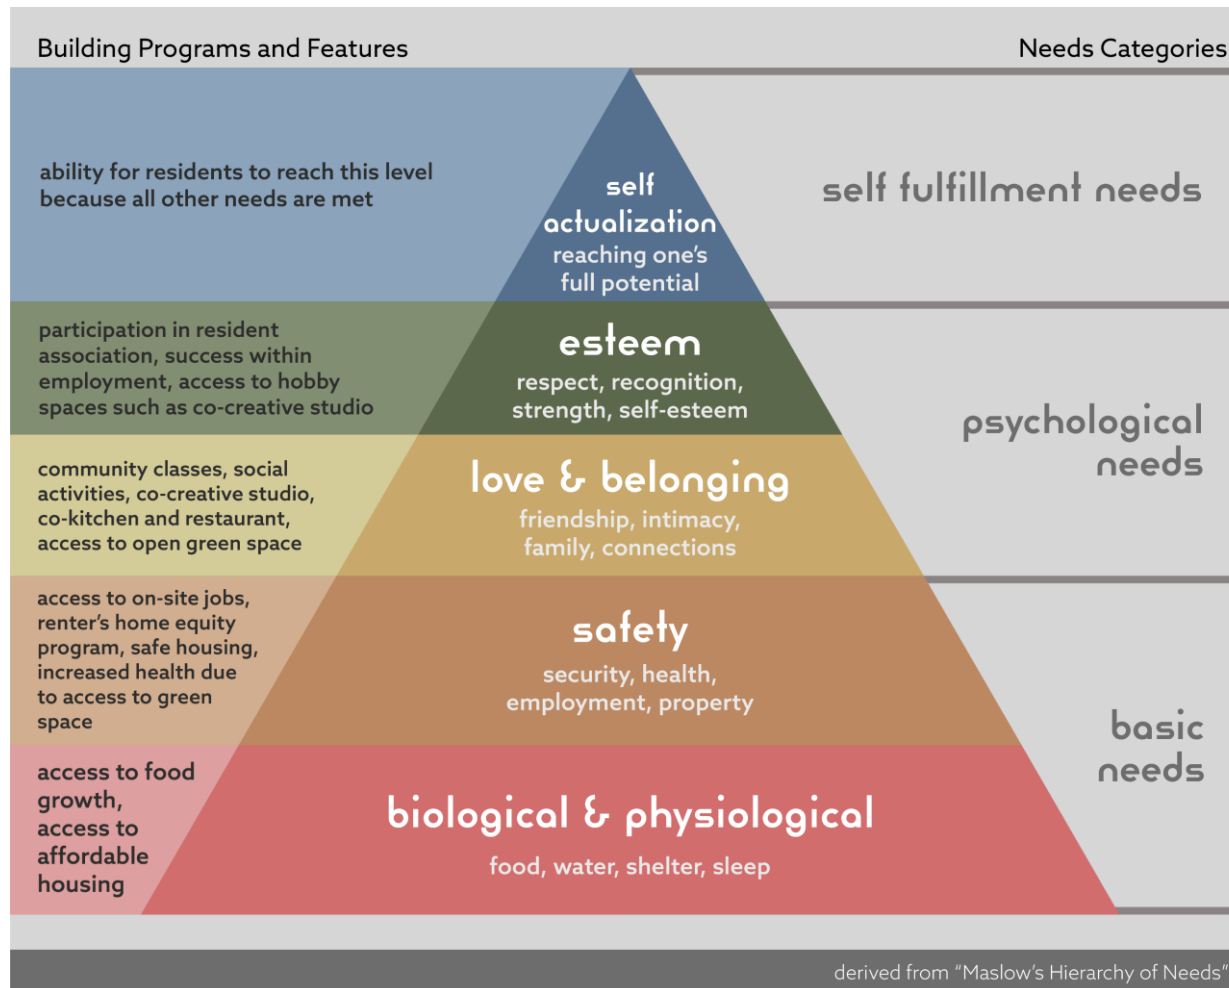 Building Programs and Features
Needs Categories
ability for residents to reach this level
because all other needs are met
self
actualization
reaching one's
full potential
self fulfillment needs
participation in resident
association, success within
employment, access to hobby
spaces such as co-creative studio
esteem
respect, recognition,
strength, self-esteem
psychological
needs
community classes, social
activities, co-creative studio,
co-kitchen and restaurant,
access to open green space
love & belonging
friendship, intimacy,
family, connections
access to on-site jobs,
renter's home equity
program, safe housing,
increased health due
to access to green
space
safety
security, health,
employment, property
basic
needs
access to food
growth,
access to
affordable
housing
biological & physiological
food, water, shelter, sleep
derived from “Maslow's Hierarchy of Needs”